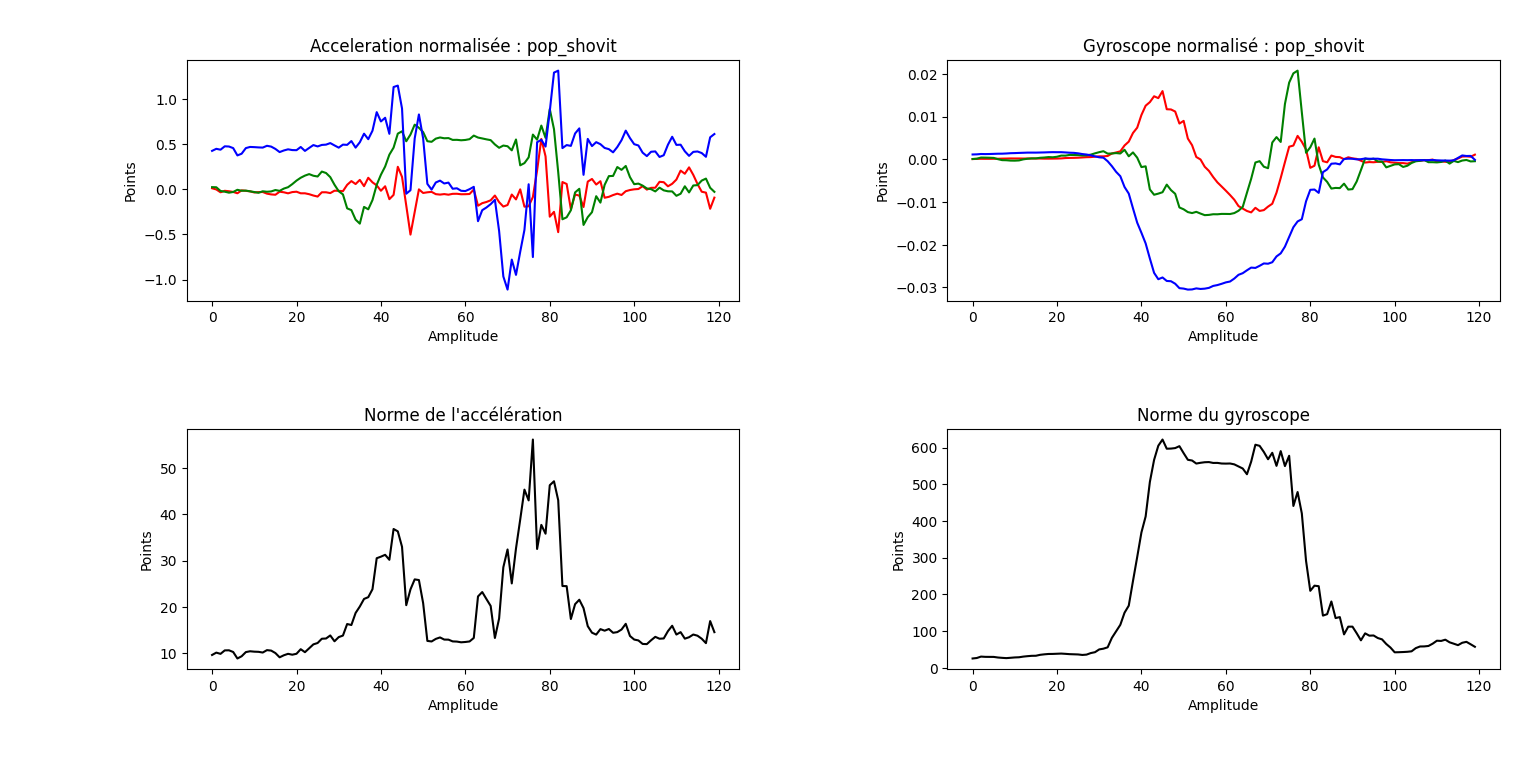 Acceleration normalisée : pop_shovit
1.0
0.5
0.0
−0.5
−1.0
Points
0 20 40 60 80 100 120
Amplitude
Gyroscope normalisé : pop_shovit
0.02
0.01
0.00
−0.01
−0.02
−0.03
Points
0 20 40 60 80 100 120
Amplitude
Norme de l'accélération
50
40
30
20
10
Points
0 20 40 60 80 100 120
Amplitude
Norme du gyroscope
600
500
400
300
200
100
0
Points
0 20 40 60 80 100 120
Amplitude